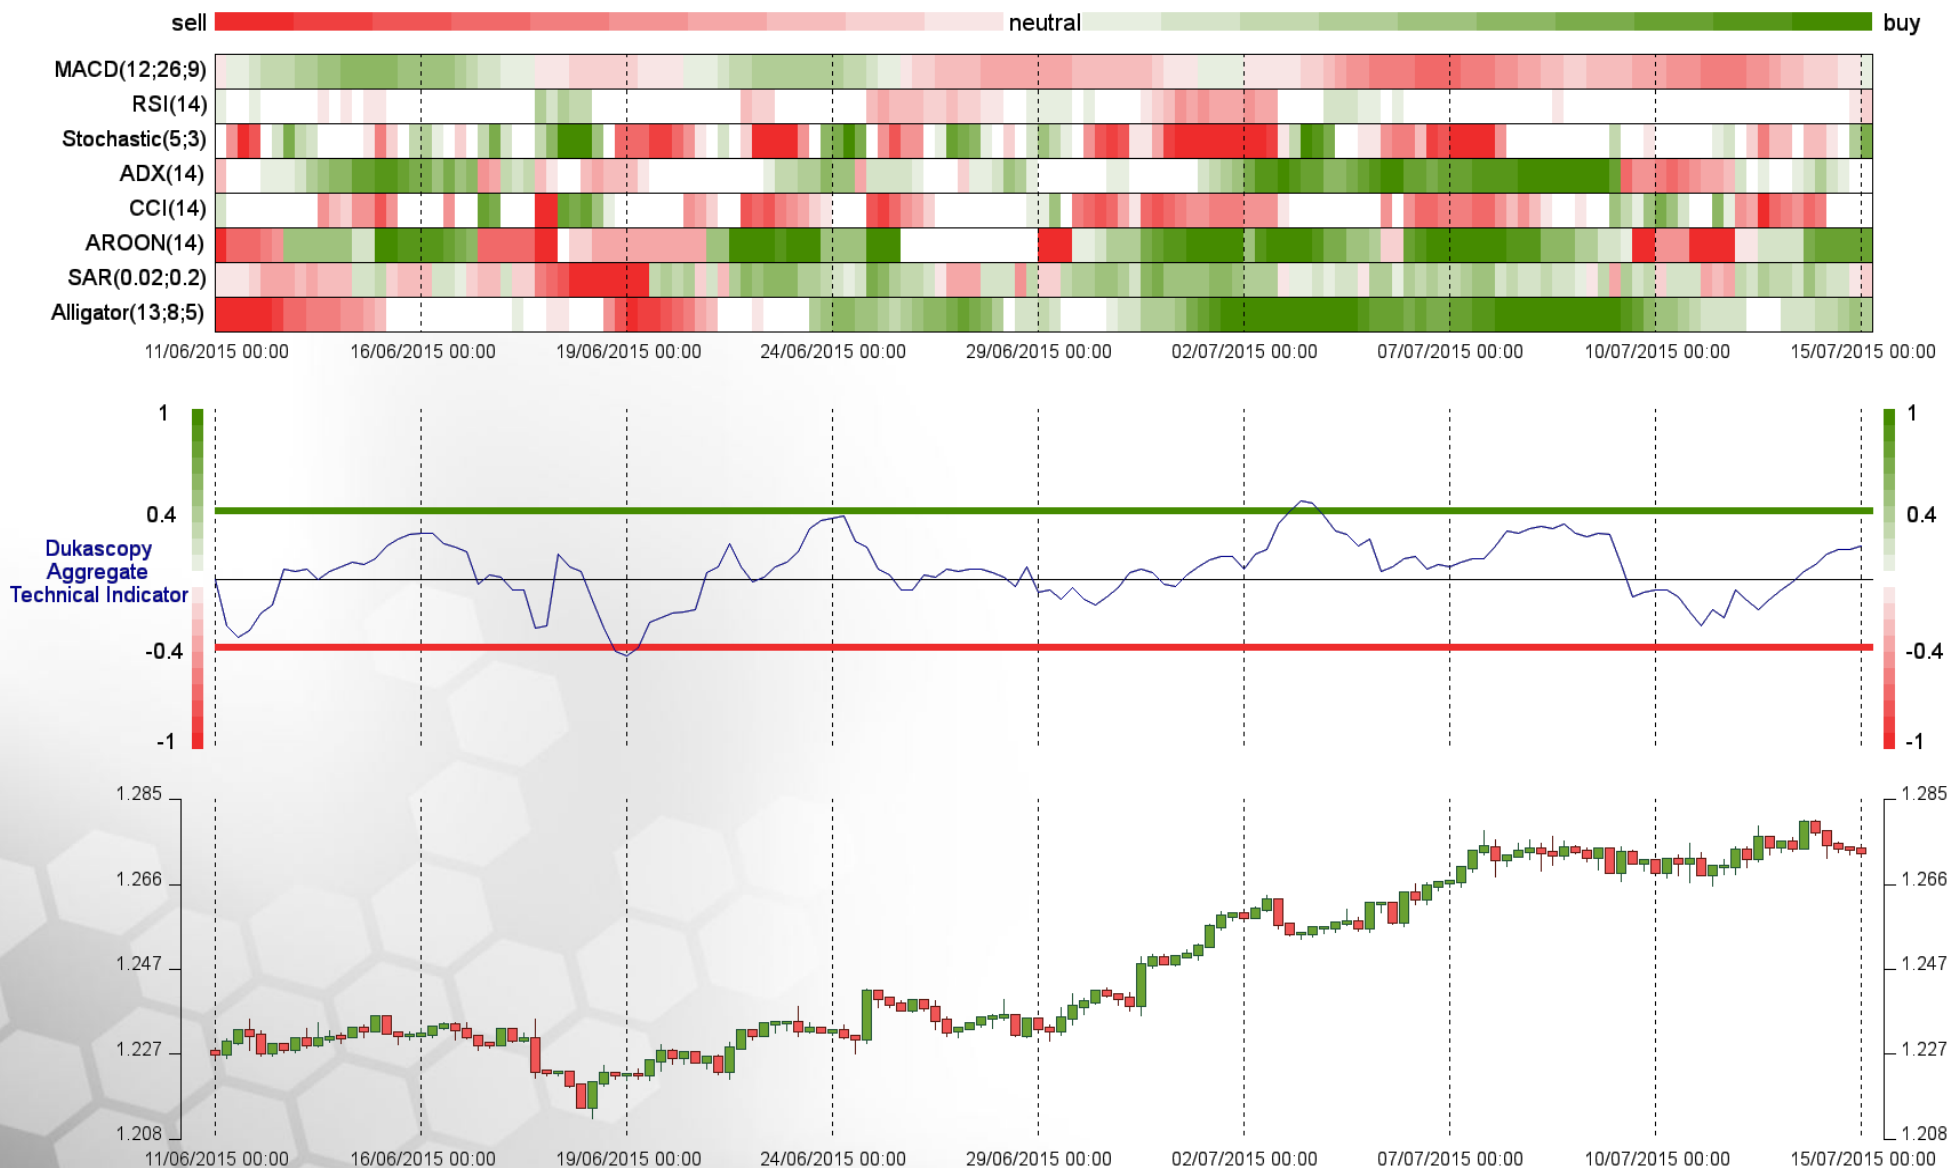 sell neutral buy
MACD(12;26;9)
RSI(14)
Stochastic(5;3)
ADX(14)
CCI(14)
AROON(14)
SAR(0.02;0.2)
Alligator(13;8;5)
11/06/2015 00:00 16/06/2015 00:00 19/06/2015 00:00 24/06/2015 00:00 29/06/2015 00:00 02/07/2015 00:00 07/07/2015 00:00 10/07/2015 00:00 15/07/2015 00:00
1 1
0.4 0.4
Dukascopy
Aggregate
Technical Indicator
-0.4 -0.4
-1 -1
1.285 1.285
1.266 1.266
1.247 1.247
1.227 1.227
1.208 1.208
11/06/2015 00:00 16/06/2015 00:00 19/06/2015 00:00 24/06/2015 00:00 29/06/2015 00:00 02/07/2015 00:00 07/07/2015 00:00 10/07/2015 00:00 15/07/2015 00:00